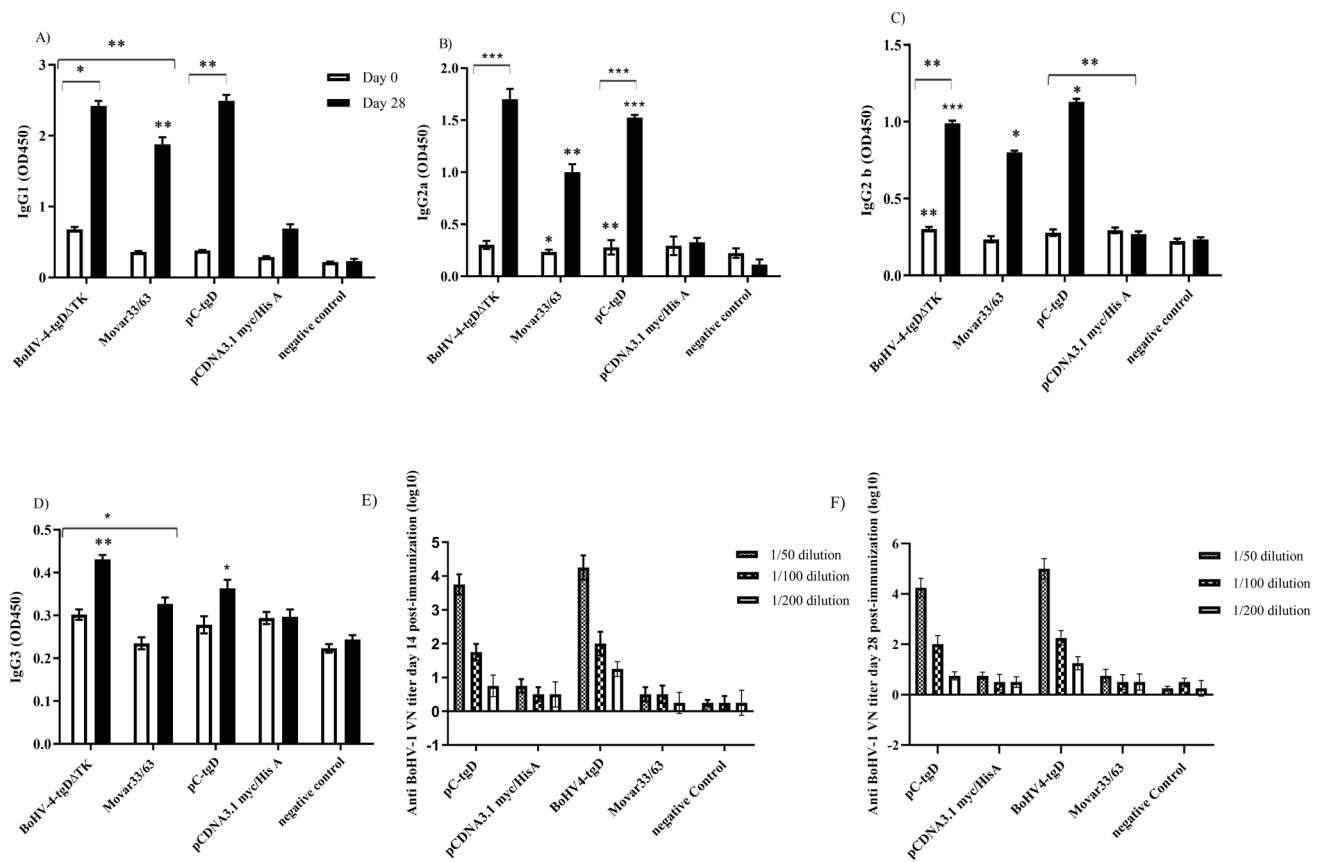 A)
**
*
**
**
3
2
1
0
IgG1 (OD450)
Day 0
Day 28
BoHV-4-tgDΔTK
Movar33/63
pC-tgD
pCDNA3.1 myc/His A
negative control
B)
***
***
***
**
**
*
2.0
1.5
1.0
0.5
0.0
IgG2a (OD450)
BoHV-4-tgDΔTK
Movar33/63
pC-tgD
pCDNA3.1 myc/His A
negative control
C)
**
**
***
*
*
**
1.5
1.0
0.5
0.0
IgG2 b (OD450)
BoHV-4-tgDΔTK
Movar33/63
pC-tgD
pCDNA3.1 myc/His A
negative control
D)
*
**
*
0.5
0.4
0.3
0.2
0.1
0.0
IgG3 (OD450)
BoHV-4-tgDΔTK
Movar33/63
pC-tgD
pCDNA3.1 myc/His A
negative control
E)
Anti BoHV-1 VN titer day 14 post-immunization (log10)
5
4
3
2
1
0
-1
1/50 dilution
1/100 dilution
1/200 dilution
pC-tgD
pCDNA3.1 myc/HisA
BoHV4-tgD
Movar33/63
negative Control
F)
Anti BoHV-1 VN titer day 28 post-immunization (log10)
6
4
2
0
-2
1/50 dilution
1/100 dilution
1/200 dilution
pC-tgD
pCDNA3.1 myc/HisA
BoHV4-tgD
Movar33/63
negative Control